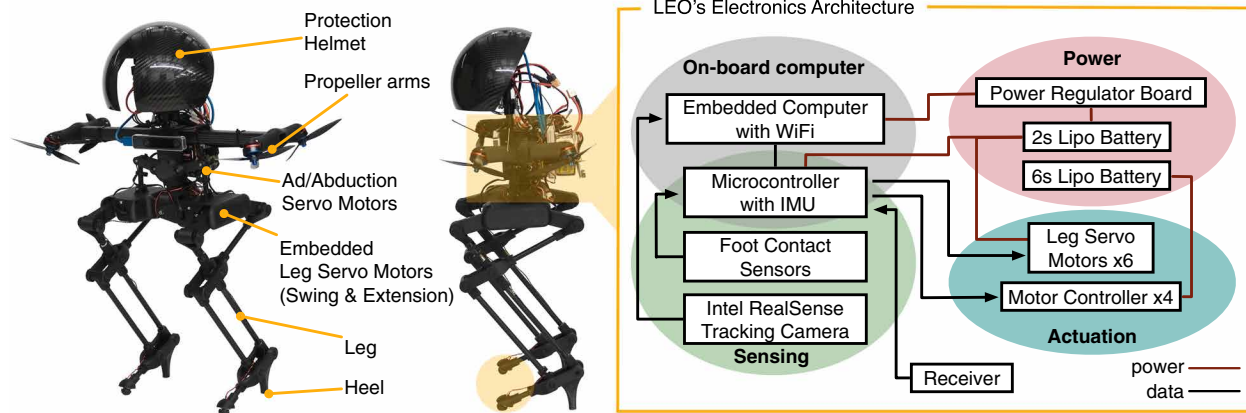 Protection
Helmet
Propeller arms
Ad/Abduction
Servo Motors
Embedded
Leg Servo Motors
(Swing & Extension)
Leg
Heel
LEO's Electronics Architecture
On-board computer
Embedded Computer
with WiFi
Microcontroller
with IMU
Foot Contact
Sensors
Intel RealSense
Tracking Camera
Sensing
Power
Power Regulator Board
2s Lipo Battery
6s Lipo Battery
Leg Servo
Motors x6
Motor Controller x4
Actuation
Receiver
power
data